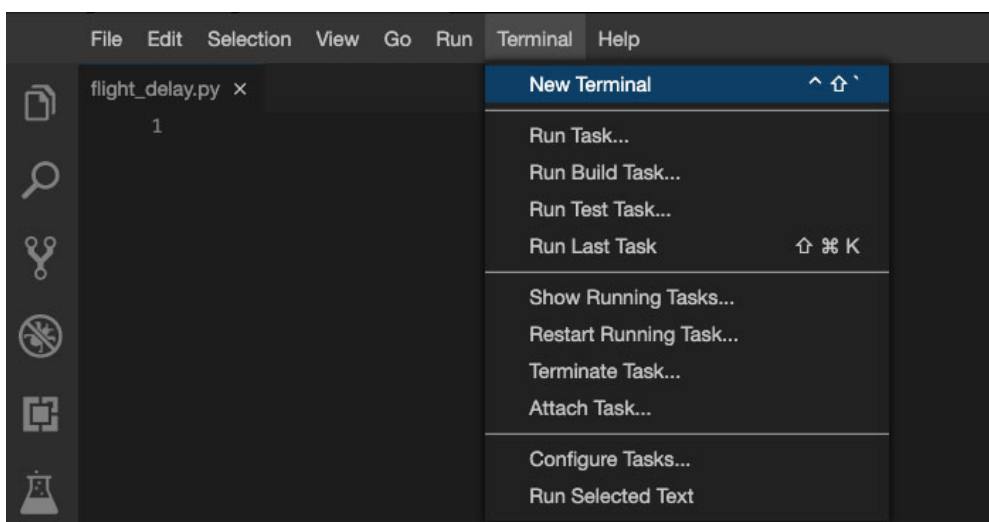 File Edit Selection View Go Run Terminal Help
flight_delay.py ×
1
New Terminal ^⇧`
Run Task...
Run Build Task...
Run Test Task...
Run Last Task ⇧⌘K
Show Running Tasks...
Restart Running Task...
Terminate Task...
Attach Task...
Configure Tasks...
Run Selected Text